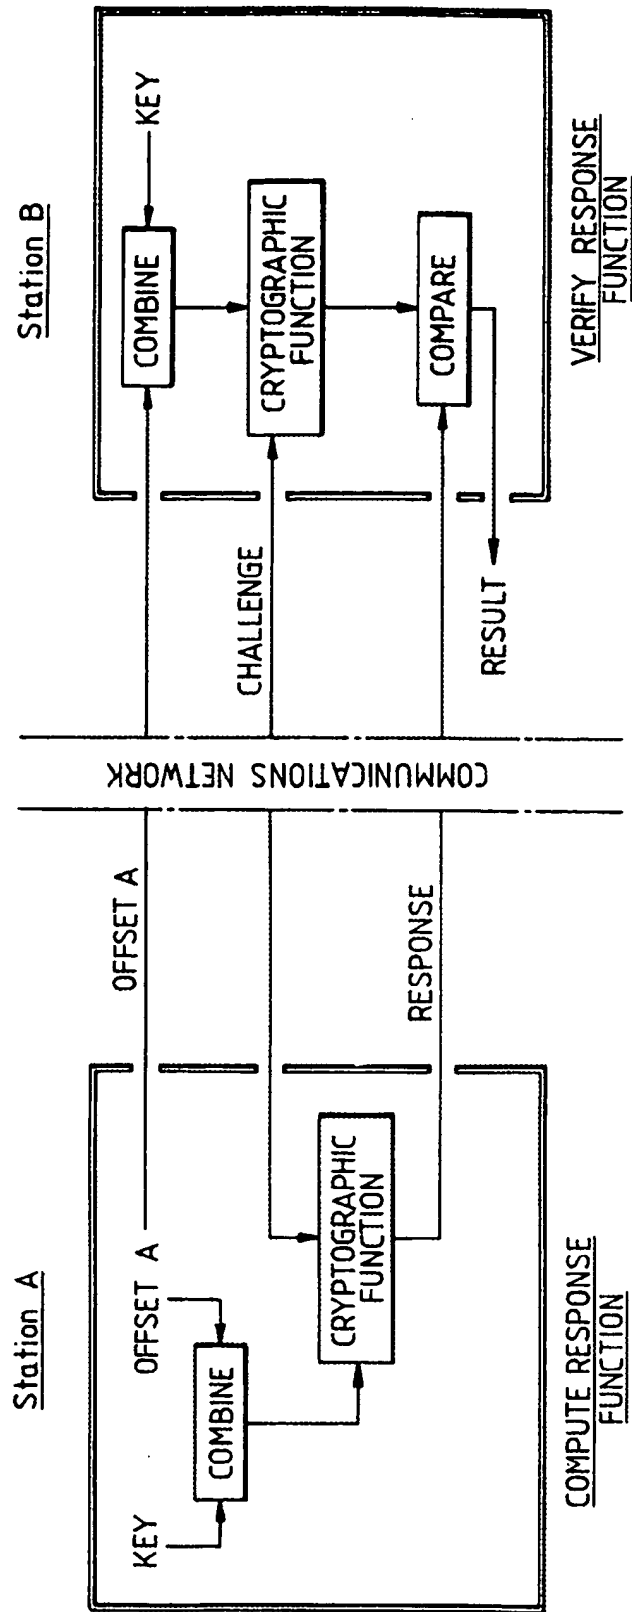 Station A
KEY
COMBINE
OFFSET A
OFFSET A
CRYPTOGRAPHIC
FUNCTION
RESPONSE
COMPUTE RESPONSE
FUNCTION
COMMUNICATIONS NETWORK
Station B
CHALLENGE
COMBINE
KEY
CRYPTOGRAPHIC
FUNCTION
COMPARE
RESULT
VERIFY RESPONSE
FUNCTION